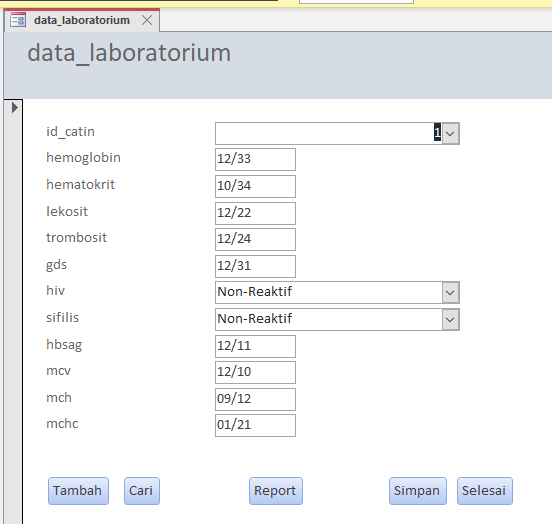 data_laboratorium
data_laboratorium
id_catin 1
hemoglobin 12/33
hematokrit 10/34
lekosit 12/22
trombosit 12/24
gds 12/31
hiv Non-Reaktif
sifilis Non-Reaktif
hbsag 12/11
mcv 12/10
mch 09/12
mchc 01/21
Tambah Cari Report Simpan Selesai